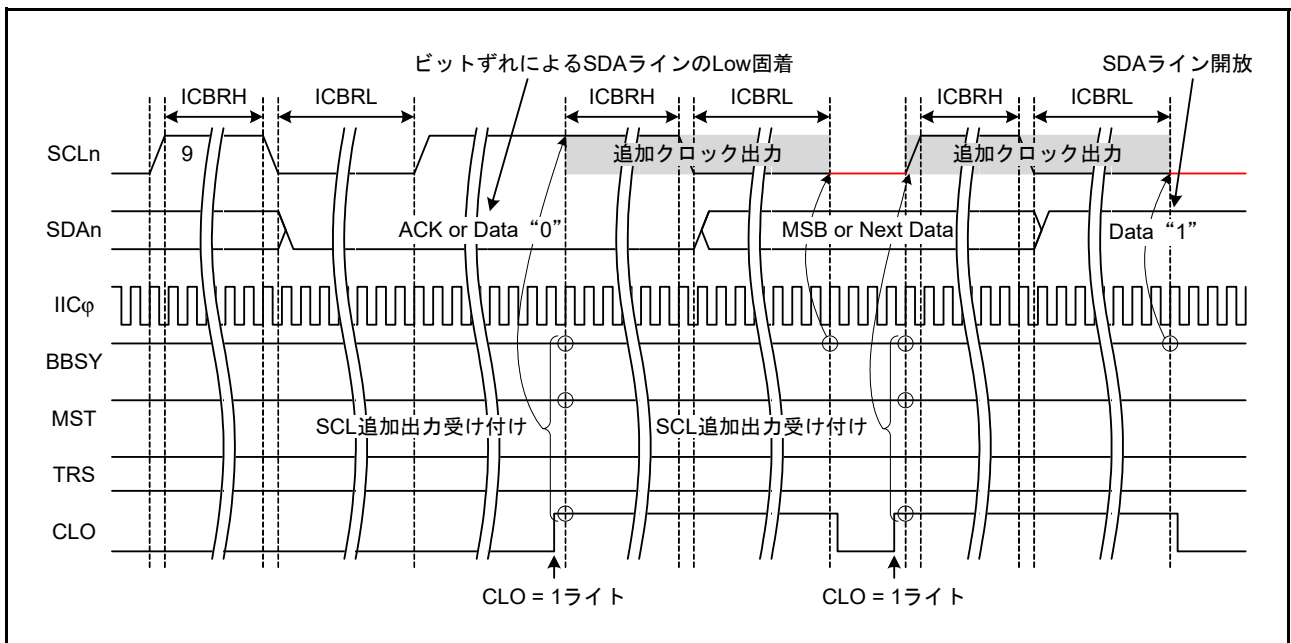 ビットずれによるSDAラインのLow固着
SDAライン開放
ICBRH
ICBRL
ICBRH
ICBRL
ICBRH
ICBRL
SCLn
9
追加クロック出力
追加クロック出力
SDAn
ACK or Data “0”
MSB or Next Data
Data “1”
IICφ
BBSY
MST
SCL追加出力受け付け
SCL追加出力受け付け
TRS
CLO
CLO = 1ライト
CLO = 1ライト